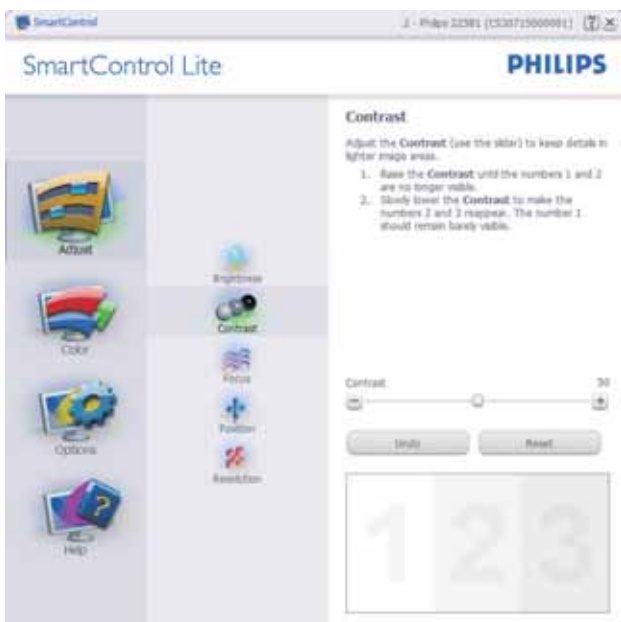 SmartControl
SmartControl Lite
PHILIPS
Adjust
Color
Options
Help
Brightness
Contrast
Focus
Position
Resolution
Contrast
Adjust the Contrast (use the slider) to keep details in
lighter image areas.
1. Raise the Contrast until the numbers 1 and 2
are no longer visible.
2. Slowly lower the Contrast to make the
numbers 2 and 3 reappear. The number 1
should remain barely visible.
Contrast 50
Undo Reset
1 2 3